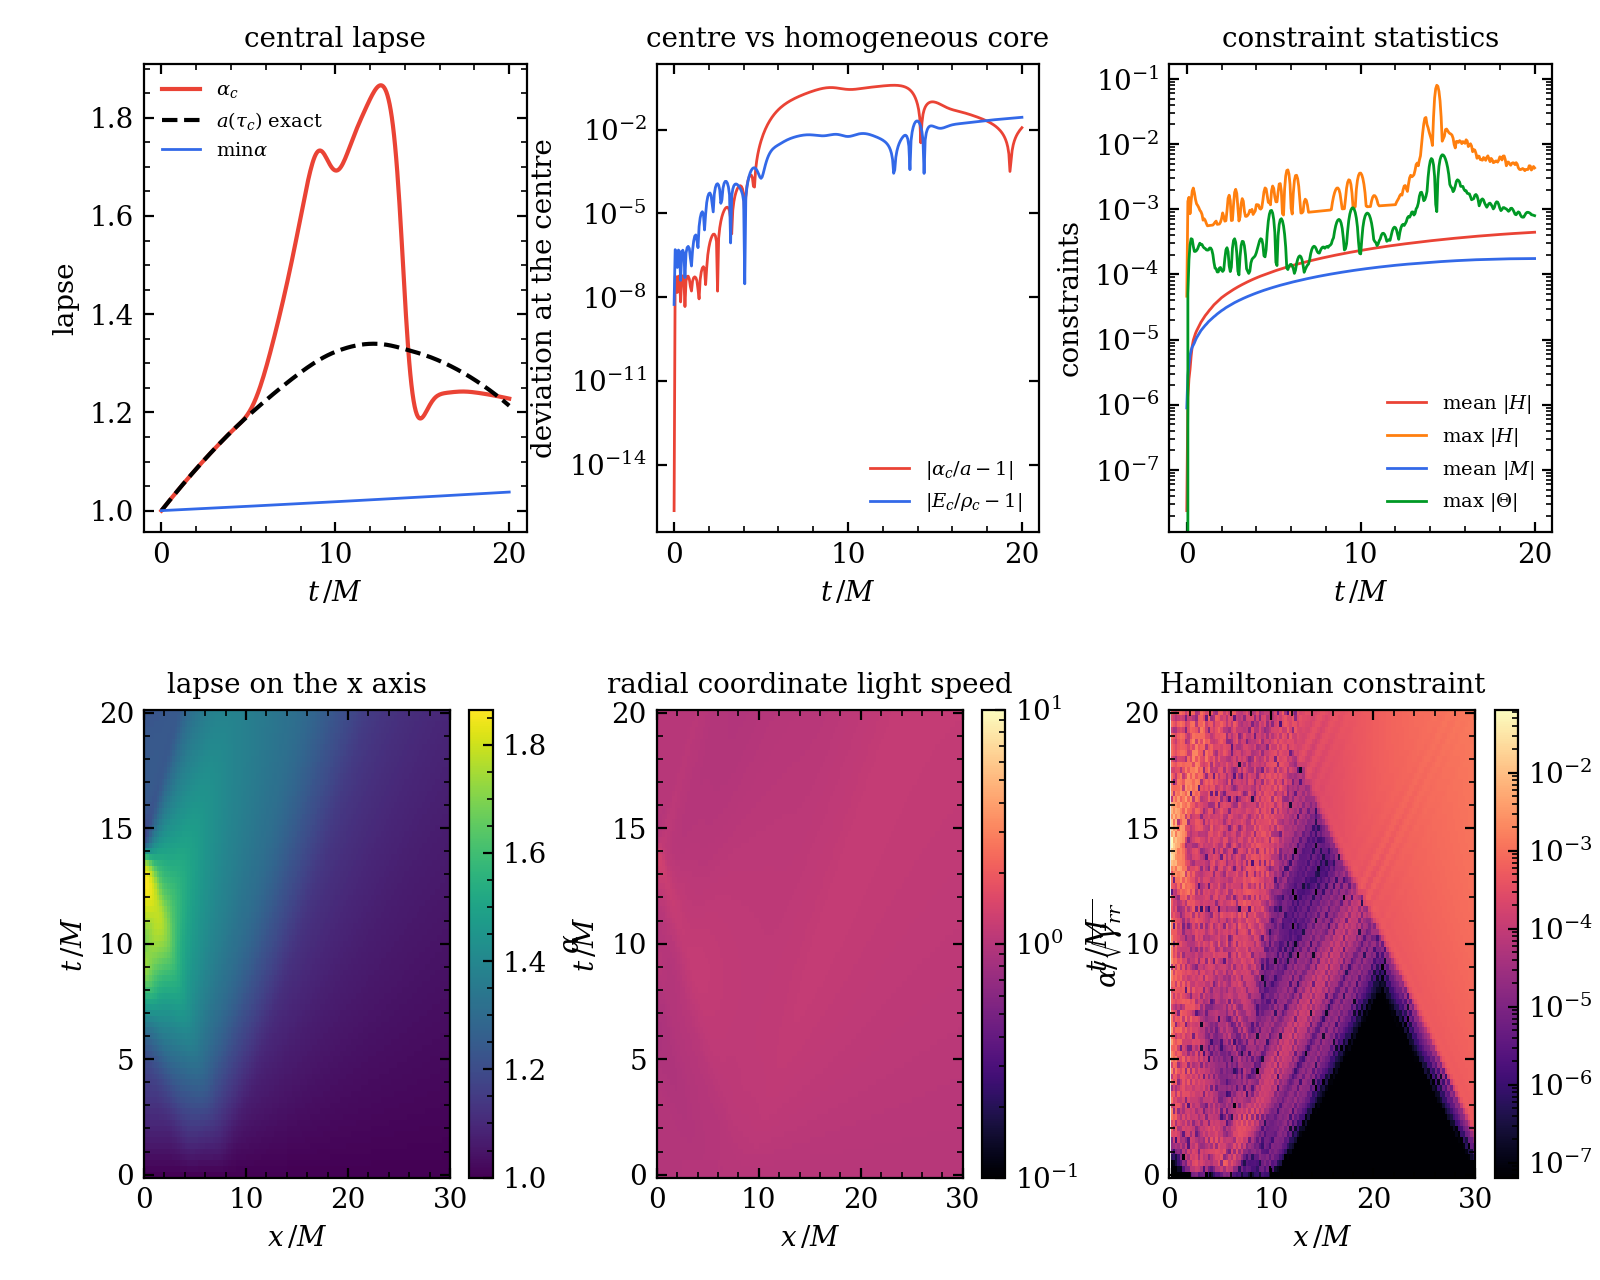 central lapse
centre vs homogeneous core
constraint statistics
lapse
1.8
1.6
1.4
1.2
1.0
α_c
a(τ_c) exact
minα
0 10 20
t/M
deviation at the centre
10⁻²
10⁻⁵
10⁻⁸
10⁻¹¹
10⁻¹⁴
|α_c/a − 1|
|E_c/ρ_c − 1|
0 10 20
t/M
constraints
10⁻¹
10⁻²
10⁻³
10⁻⁴
10⁻⁵
10⁻⁶
10⁻⁷
mean |H|
max |H|
mean |M|
max |Θ|
0 10 20
t/M
lapse on the x axis
radial coordinate light speed
Hamiltonian constraint
t/M
20
15
10
5
0
0 10 20 30
x/M
1.8
1.6
1.4
1.2
1.0
α
t/M
20
15
10
5
0
0 10 20 30
x/M
10¹
10⁰
10⁻¹
α/√γ_rr
t/M
20
15
10
5
0
0 10 20 30
x/M
10⁻²
10⁻³
10⁻⁴
10⁻⁵
10⁻⁶
10⁻⁷